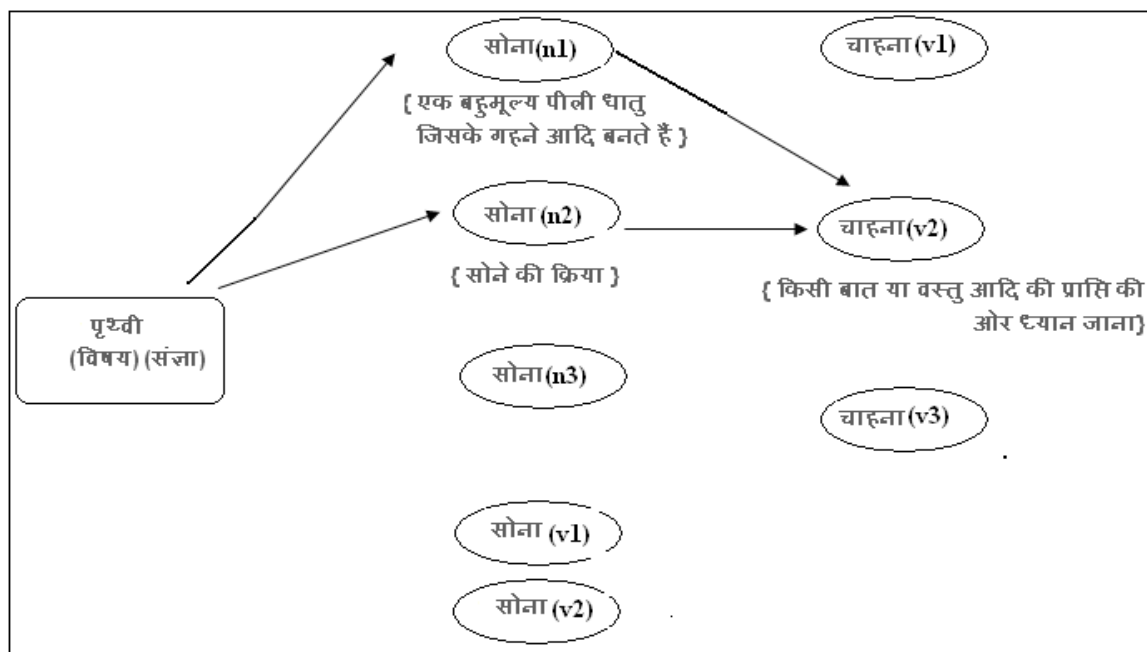 सोना(n1)
चाहना(v1)
{ एक बहुमूल्य पीली धातु
जिसके गहने आदि बनते हैं }
सोना(n2)
चाहना(v2)
{ सोने की क्रिया }
{ किसी बात या वस्तु आदि की प्राप्ति की
ओर ध्यान जाना}
पृथ्वी
(विषय) (संज्ञा)
सोना(n3)
चाहना(v3)
सोना (v1)
सोना (v2)